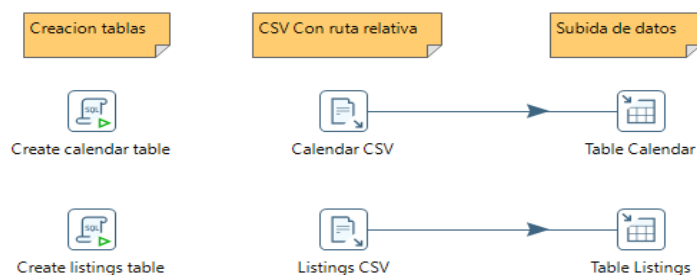 Creacion tablas
CSV Con ruta relativa
Subida de datos
SQL
Create calendar table
Calendar CSV
Table Calendar
SQL
Create listings table
Listings CSV
Table Listings